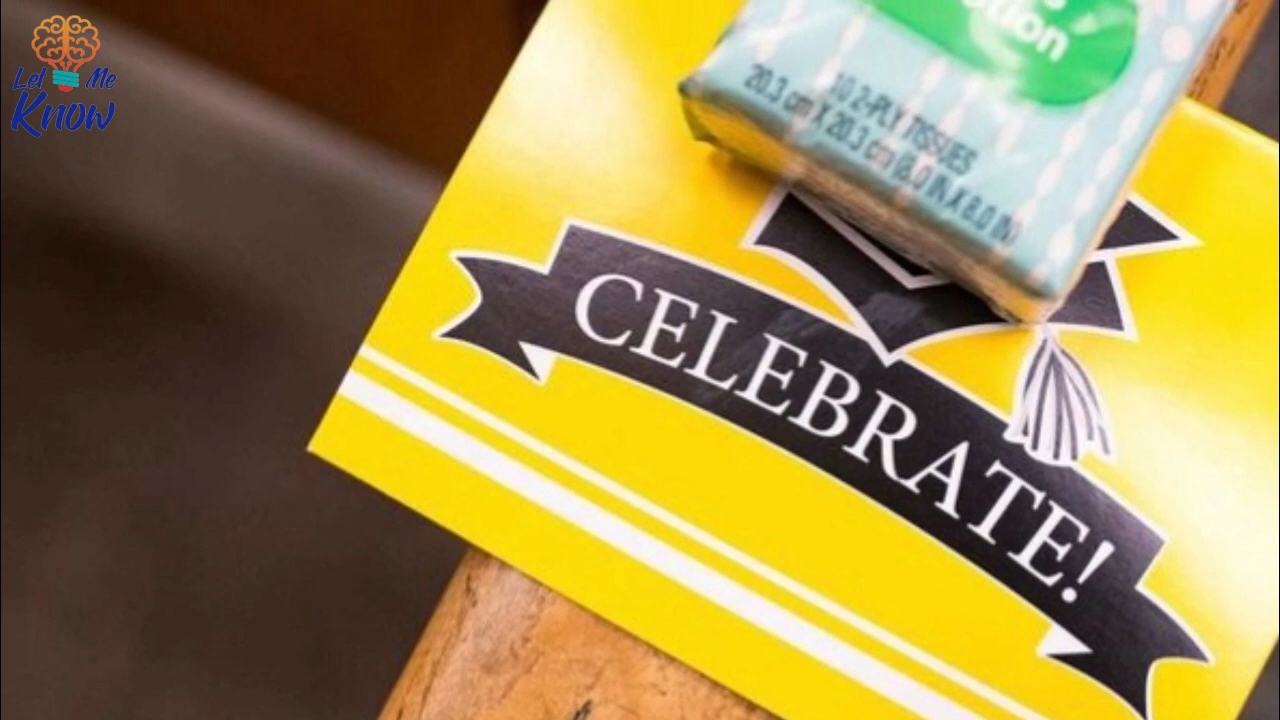 Let Me
Know
10 2-PLY TISSUES
20.3 cm X 20.3 cm (8.0 IN X 8.0 IN)
CELEBRATE!